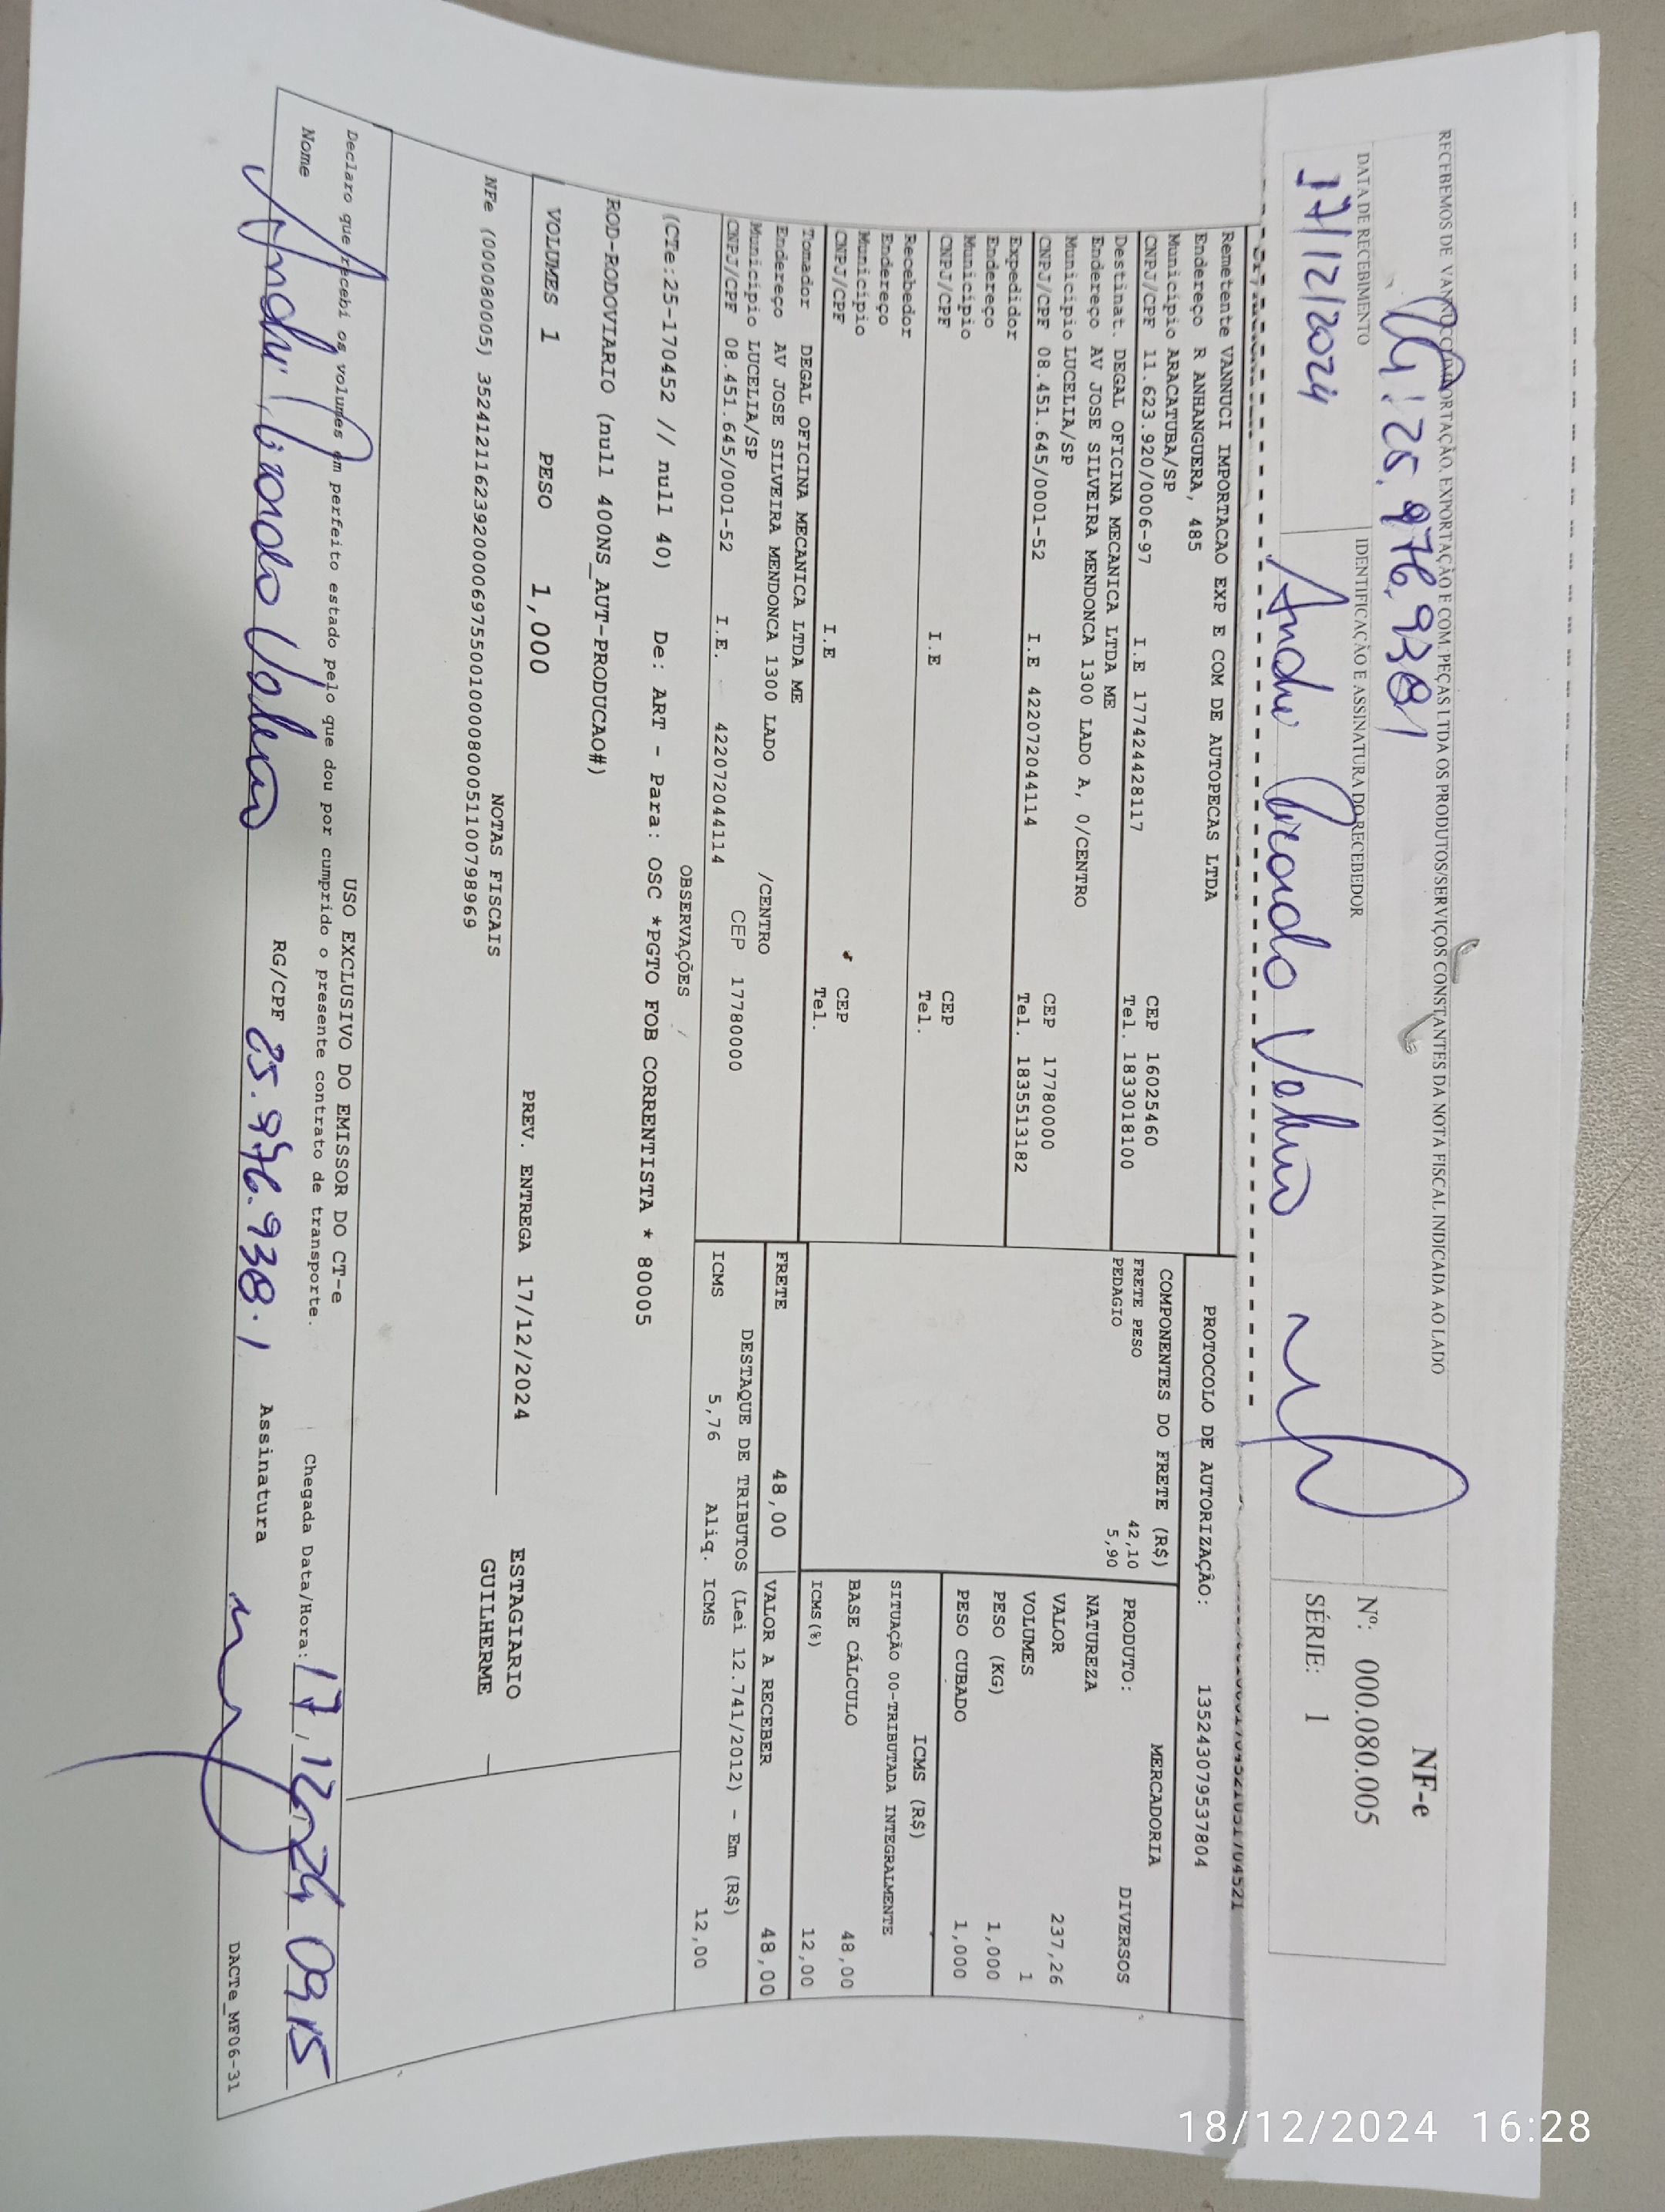 RECEBEMOS DE VANNUCCI IMPORTAÇÃO, EXPORTAÇÃO E COM. PEÇAS LTDA OS PRODUTOS/SERVIÇOS CONSTANTES DA NOTA FISCAL INDICADA AO LADO
NF-e
Nº: 000.080.005
SÉRIE: 1
25.976.938 1
DATA DE RECEBIMENTO
IDENTIFICAÇÃO E ASSINATURA DO RECEBEDOR
17/12/2024
PROTOCOLO DE AUTORIZAÇÃO: 135243079537804
Remetente VANNUCI IMPORTACAO EXP E COM DE AUTOPECAS LTDA
Endereço R ANHANGUERA, 485
Município ARACATUBA/SP CEP 16025460
CNPJ/CPF 11.623.920/0006-97 I.E 177424428117 Tel. 1833018100
Destinat. DEGAL OFICINA MECANICA LTDA ME
Endereço AV JOSE SILVEIRA MENDONCA 1300 LADO A, 0/CENTRO
Município LUCELIA/SP CEP 17780000
CNPJ/CPF 08.451.645/0001-52 I.E 422072044114 Tel. 1835513182
Expedidor
Endereço
Município CEP
CNPJ/CPF I.E Tel.
Recebedor
Endereço
Município CEP
CNPJ/CPF I.E Tel.
Tomador DEGAL OFICINA MECANICA LTDA ME
Endereço AV JOSE SILVEIRA MENDONCA 1300 LADO /CENTRO
Município LUCELIA/SP CEP 17780000
CNPJ/CPF 08.451.645/0001-52 I.E. 422072044114
COMPONENTES DO FRETE (R$)
FRETE PESO 42,10
PEDAGIO 5,90
MERCADORIA
PRODUTO: DIVERSOS
NATUREZA
VALOR 237,26
VOLUMES 1
PESO (KG) 1,000
PESO CUBADO 1,000
ICMS (R$)
SITUAÇÃO 00-TRIBUTADA INTEGRALMENTE
BASE CÁLCULO 48,00
ICMS(%) 12,00
FRETE 48,00
VALOR A RECEBER 48,00
DESTAQUE DE TRIBUTOS (Lei 12.741/2012) - Em (R$)
ICMS 5,76 Aliq. ICMS 12,00
OBSERVAÇÕES
(CTe:25-170452 // null 40) De: ART - Para: OSC *PGTO FOB CORRENTISTA * 80005
ROD-RODOVIARIO (null 400NS_AUT-PRODUCAO#)
VOLUMES 1 PESO 1,000 PREV. ENTREGA 17/12/2024
ESTAGIARIO
GUILHERME
NOTAS FISCAIS
NFe (000080005) 35241211623920000697550010000800051100798969
USO EXCLUSIVO DO EMISSOR DO CT-e
Declaro que recebi os volumes em perfeito estado pelo que dou por cumprido o presente contrato de transporte.
Chegada Data/Hora: 17/12/24 09:15
Nome
RG/CPF 25.976.938.1 Assinatura
DACTe_MF06-31
18/12/2024 16:28